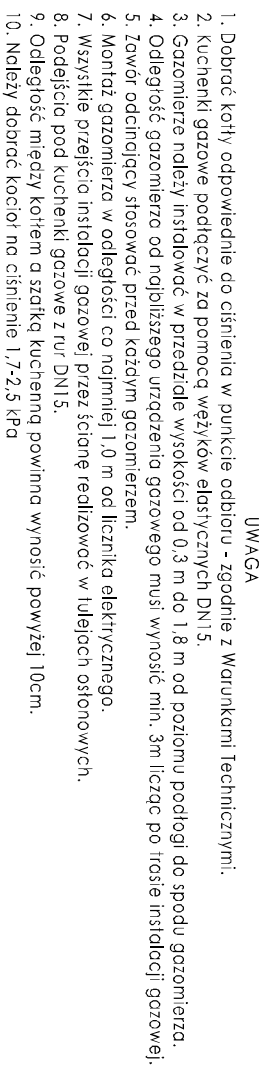 UWAGA
1. Dobrać kotły odpowiednie do ciśnienia w punkcie odbioru - zgodnie z Warunkami Technicznymi.
2. Kuchenki gazowe podłączyć za pomocą wężyków elastycznych DN15.
3. Gazomierze należy instalować w przedziale wysokości od 0,3 m do 1,8 m od poziomu podłogi do spodu gazomierza.
4. Odległość gazomierza od najbliższego urządzenia gazowego musi wynosić min. 3m licząc po trasie instalacji gazowej.
5. Zawór odcinający stosować przed każdym gazomierzem.
6. Montaż gazomierza w odległości co najmniej 1,0 m od licznika elektrycznego.
7. Wszystkie przejścia instalacji gazowej przez ścianę realizować w tulejach osłonowych.
8. Podejścia pod kuchenki gazowe z rur DN15.
9. Odległość między kotłem a szafką kuchenną powinna wynosić powyżej 10cm.
10. Należy dobrać kocioł na ciśnienie 1,7-2,5 kPa